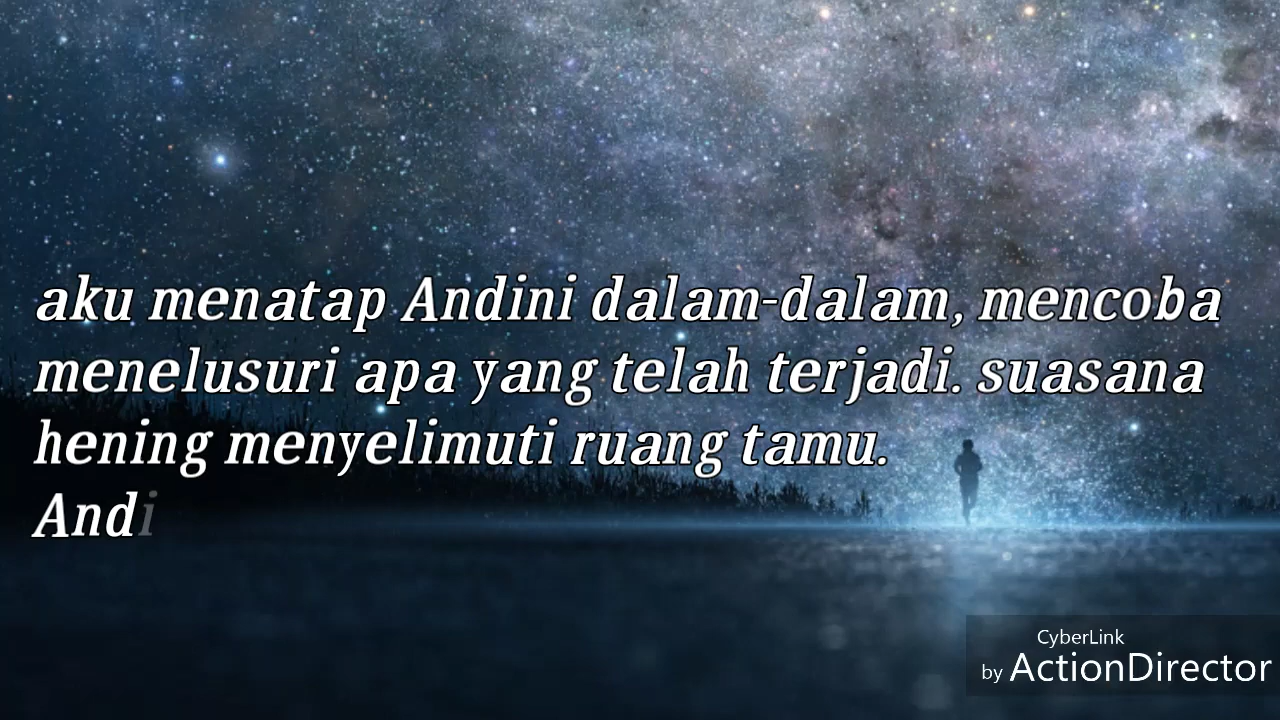 aku menatap Andini dalam-dalam, mencoba
menelusuri apa yang telah terjadi. suasana
hening menyelimuti ruang tamu.
Andi
CyberLink
by ActionDirector